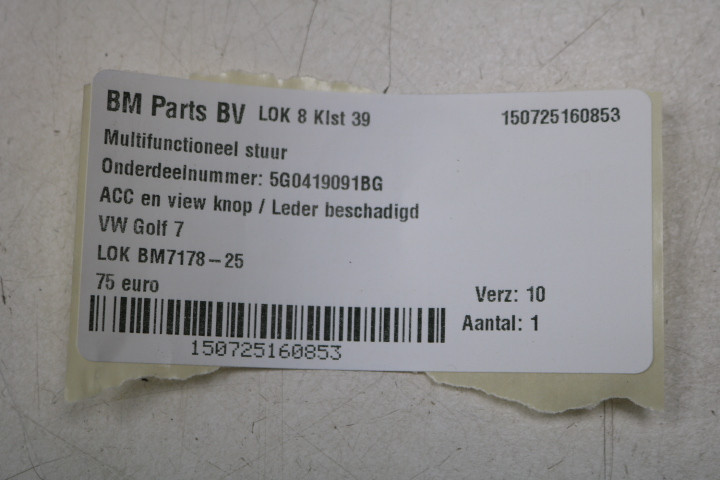 BM Parts BV LOK 8 Klst 39 150725160853
Multifunctioneel stuur
Onderdeelnummer: 5G0419091BG
ACC en view knop / Leder beschadigd
VW Golf 7
LOK BM7178-25
75 euro
Verz: 10
Aantal: 1
150725160853